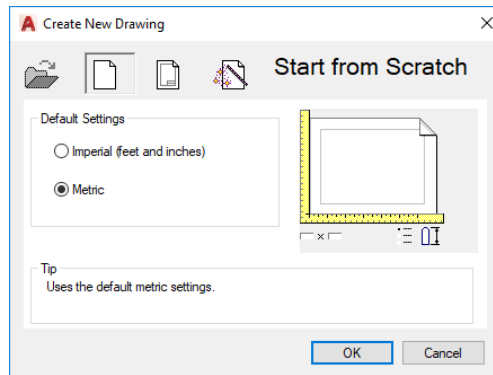 Create New Drawing
Start from Scratch
Default Settings
Imperial (feet and inches)
Metric
Tip
Uses the default metric settings.
OK
Cancel